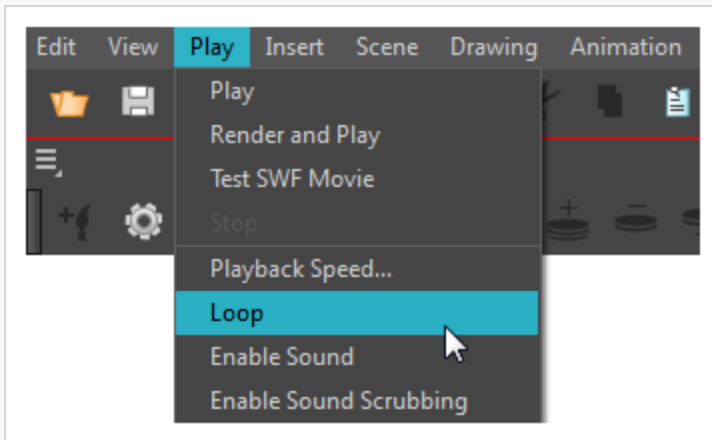 Edit View Play Insert Scene Drawing Animation
Play
Render and Play
Test SWF Movie
Stop
Playback Speed...
Loop
Enable Sound
Enable Sound Scrubbing